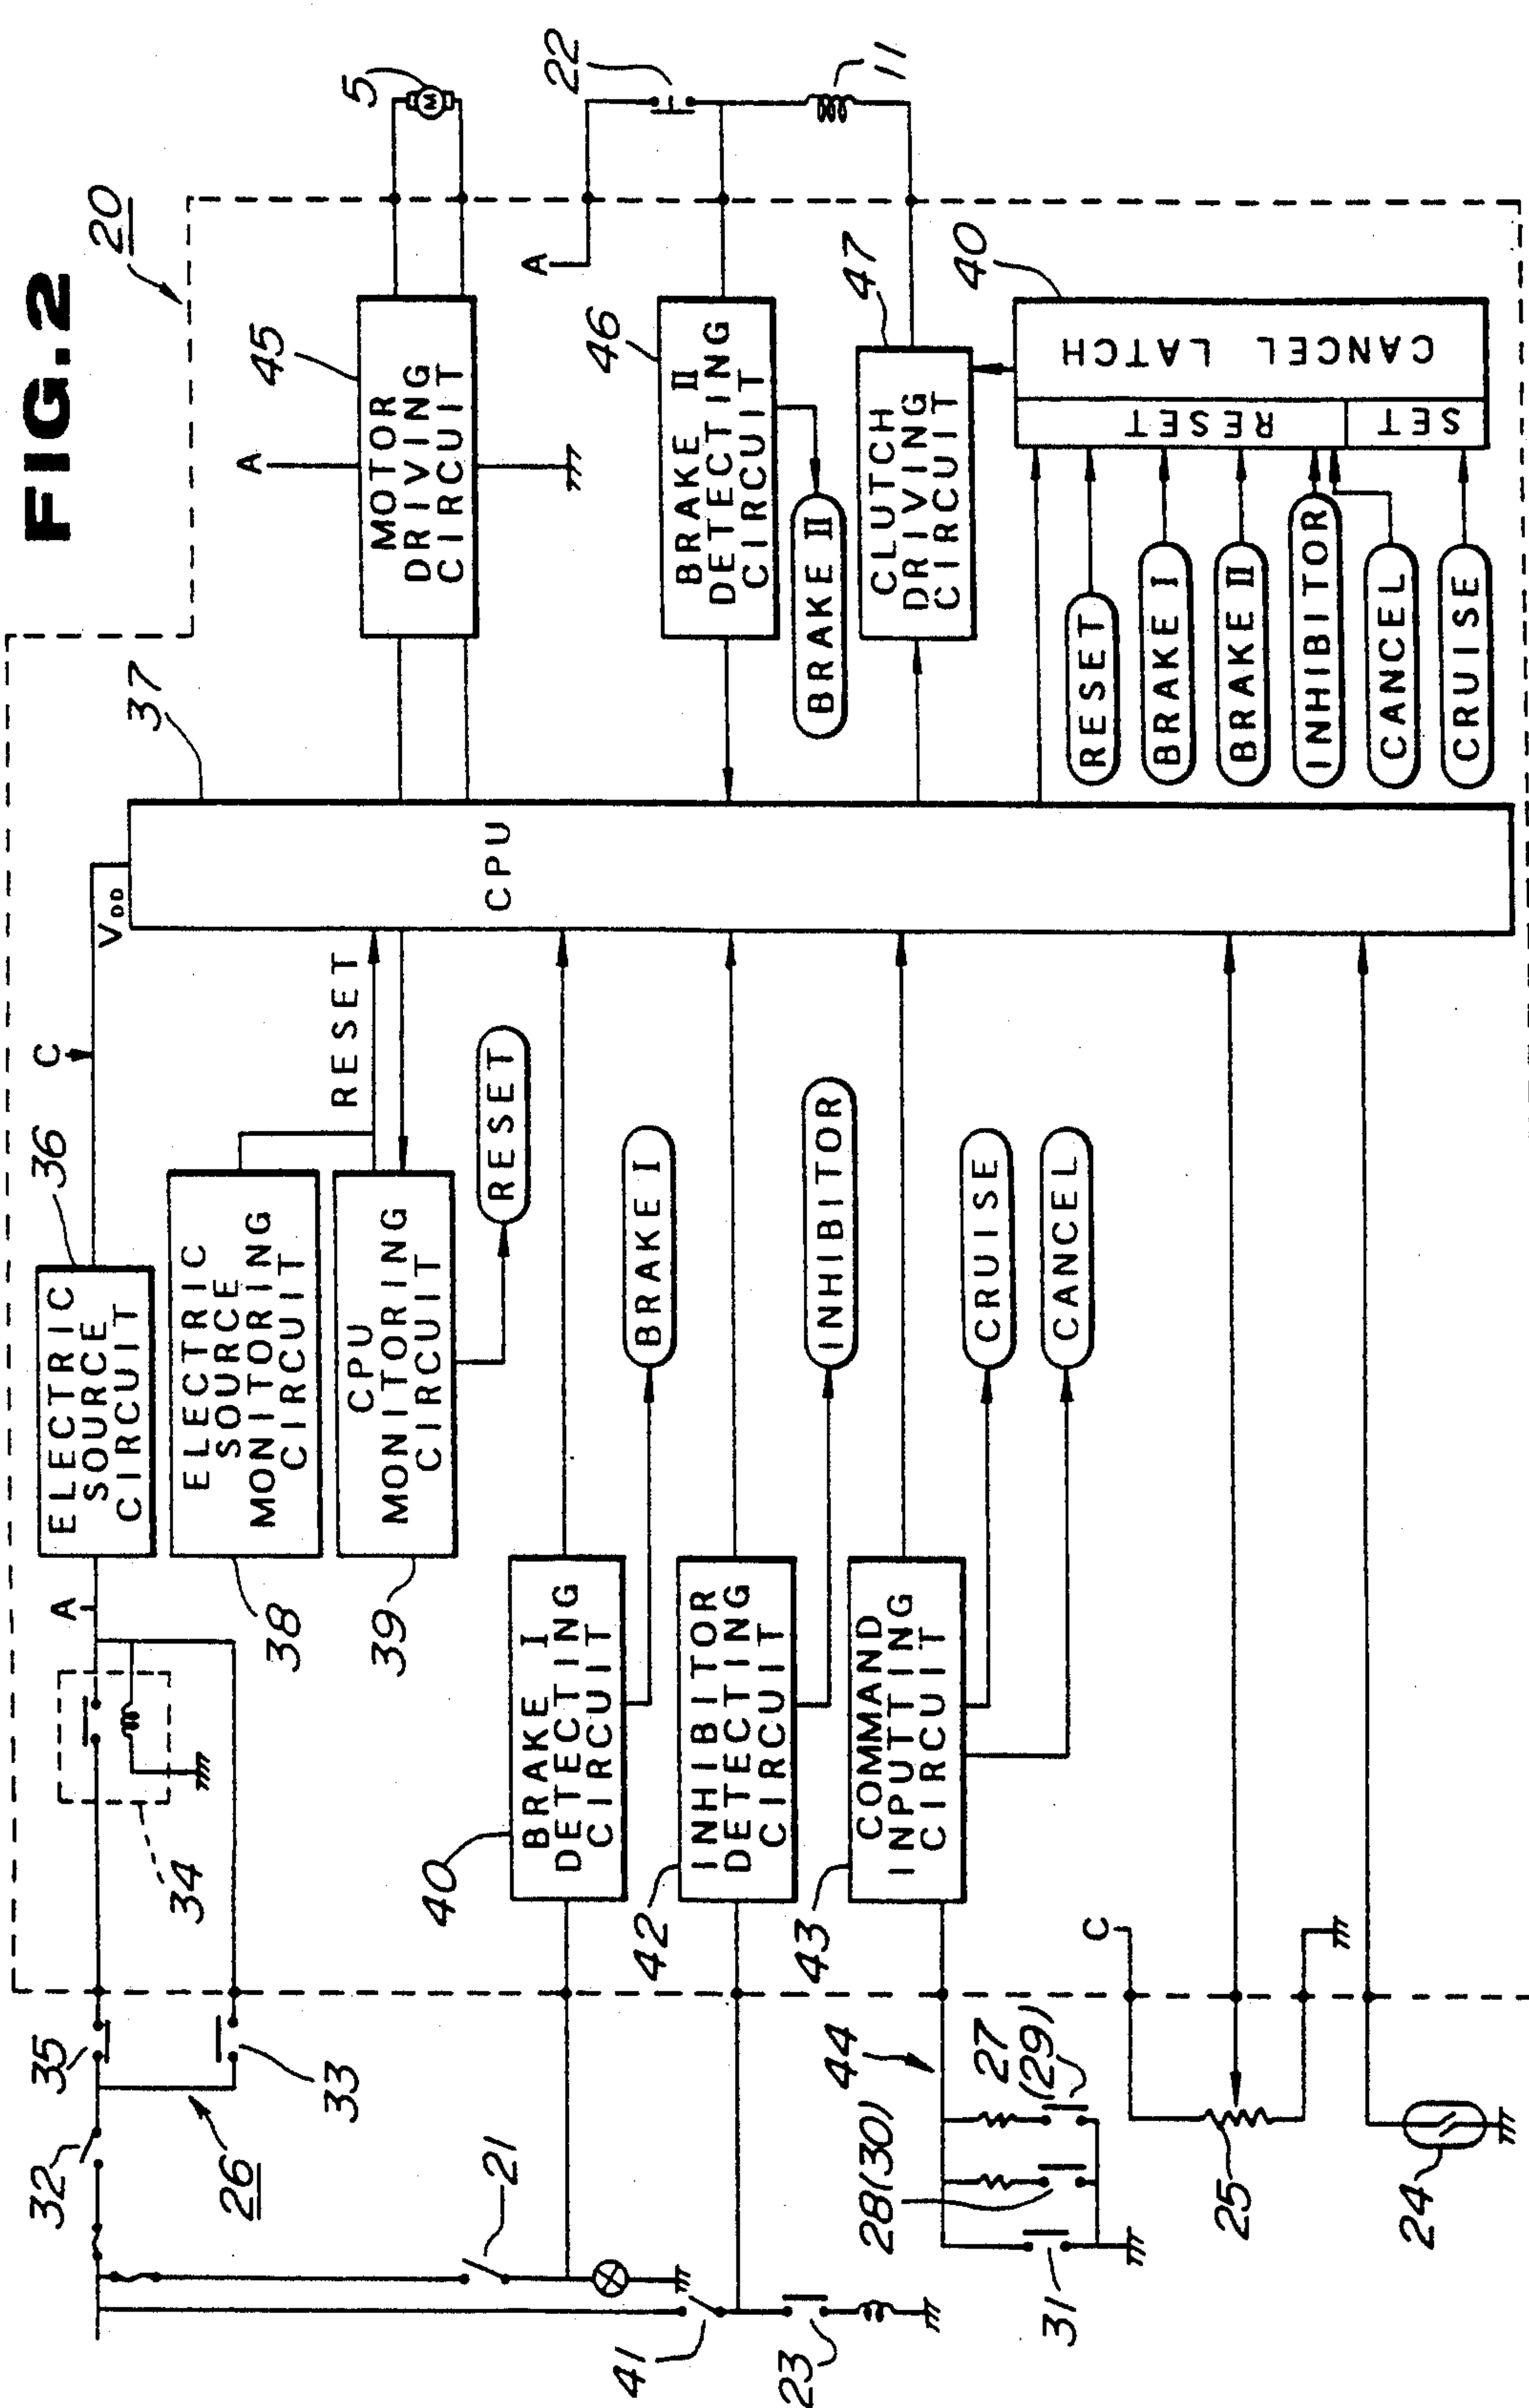 FIG.2
20
32
35
26
33
34
A
36
ELECTRIC
SOURCE
CIRCUIT
C
VDD
37
38
ELECTRIC
SOURCE
MONITORING
CIRCUIT
RESET
39
CPU
MONITORING
CIRCUIT
RESET
CPU
A
45
MOTOR
DRIVING
CIRCUIT
5
M
21
40
BRAKE I
DETECTING
CIRCUIT
BRAKE I
41
23
42
INHIBITOR
DETECTING
CIRCUIT
INHIBITOR
43
COMMAND
INPUTTING
CIRCUIT
CRUISE
CANCEL
A
22
11
46
BRAKE II
DETECTING
CIRCUIT
BRAKE II
47
CLUTCH
DRIVING
CIRCUIT
44
27
(29)
28(30)
31
C
25
24
RESET
BRAKE I
BRAKE II
INHIBITOR
CANCEL
CRUISE
RESET
SET
CANCEL LATCH
40